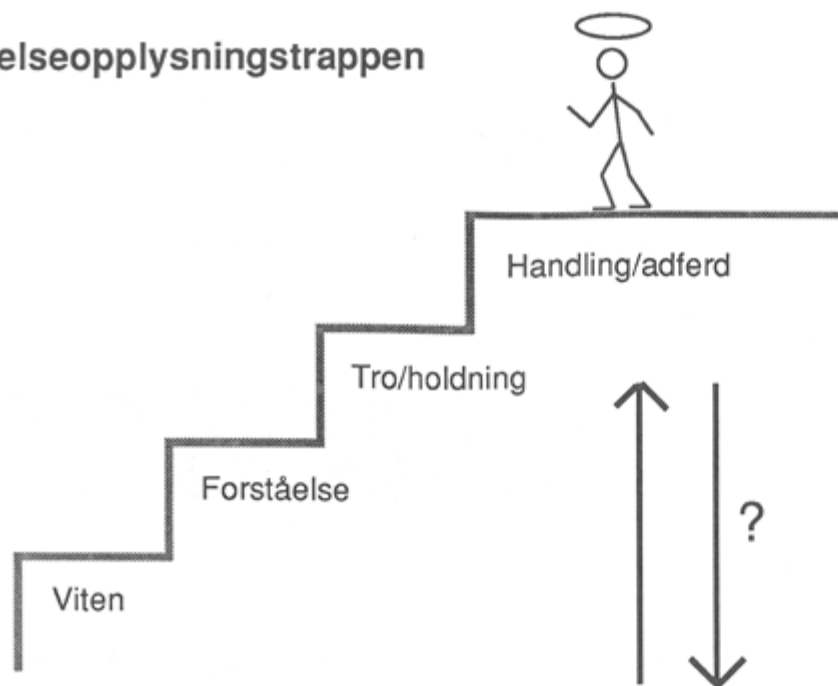 elseopplysningstrappen
Handling/adferd
Tro/holdning
Forståelse
?
Viten